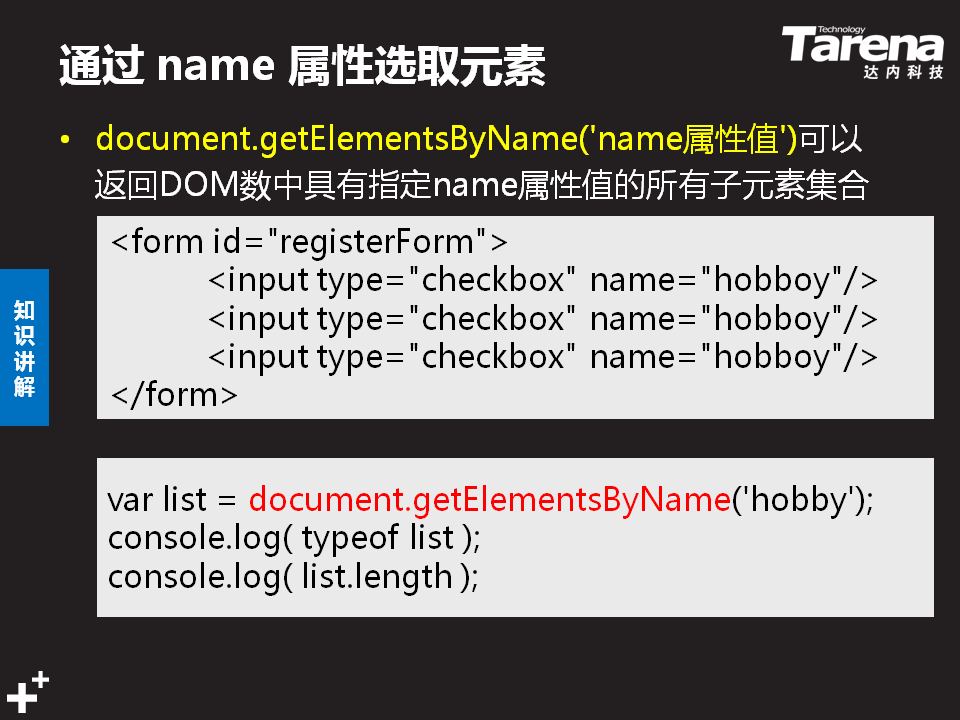 通过 name 属性选取元素
Technology
Tarena
达内科技
• document.getElementsByName('name属性值')可以
返回DOM数中具有指定name属性值的所有子元素集合
<form id="registerForm">
<input type="checkbox" name="hobboy"/>
<input type="checkbox" name="hobboy"/>
<input type="checkbox" name="hobboy"/>
</form>
知识讲解
var list = document.getElementsByName('hobby');
console.log( typeof list );
console.log( list.length );